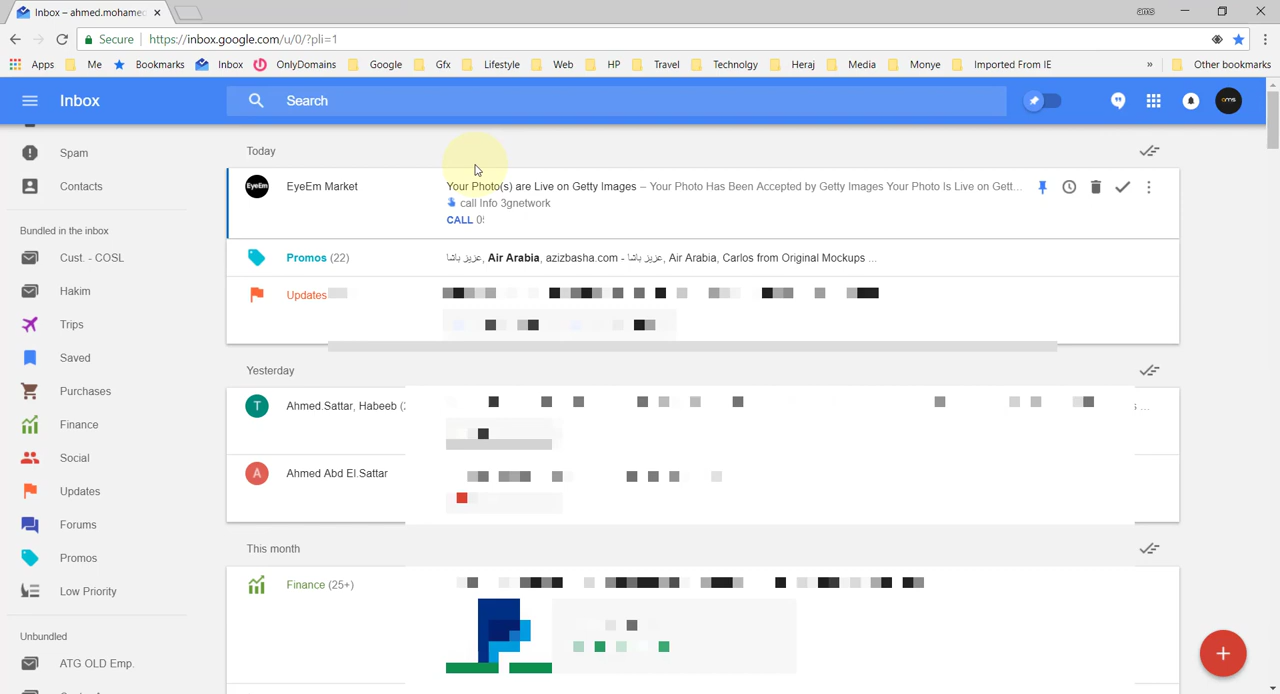 Inbox – ahmed.mohamed
ams
Secure https://inbox.google.com/u/0/?pli=1
Apps Me Bookmarks Inbox OnlyDomains Google Gfx Lifestyle Web HP Travel Technolgy Heraj Media Monye Imported From IE » Other bookmarks
Inbox Search
Today
Spam
EyeEm Market Your Photo(s) are Live on Getty Images – Your Photo Has Been Accepted by Getty Images Your Photo Is Live on Gett...
Contacts
call Info 3gnetwork
CALL 0
Bundled in the inbox
Cust. - COSL
Promos (22) عزيز باشا, Air Arabia, azizbasha.com - عزيز باشا, Air Arabia, Carlos from Original Mockups ...
Hakim
Updates
Trips
Saved
Yesterday
Purchases
T Ahmed.Sattar, Habeeb
Finance
Social
A Ahmed Abd El.Sattar
Updates
Forums
This month
Promos
Finance (25+)
Low Priority
Unbundled
ATG OLD Emp.